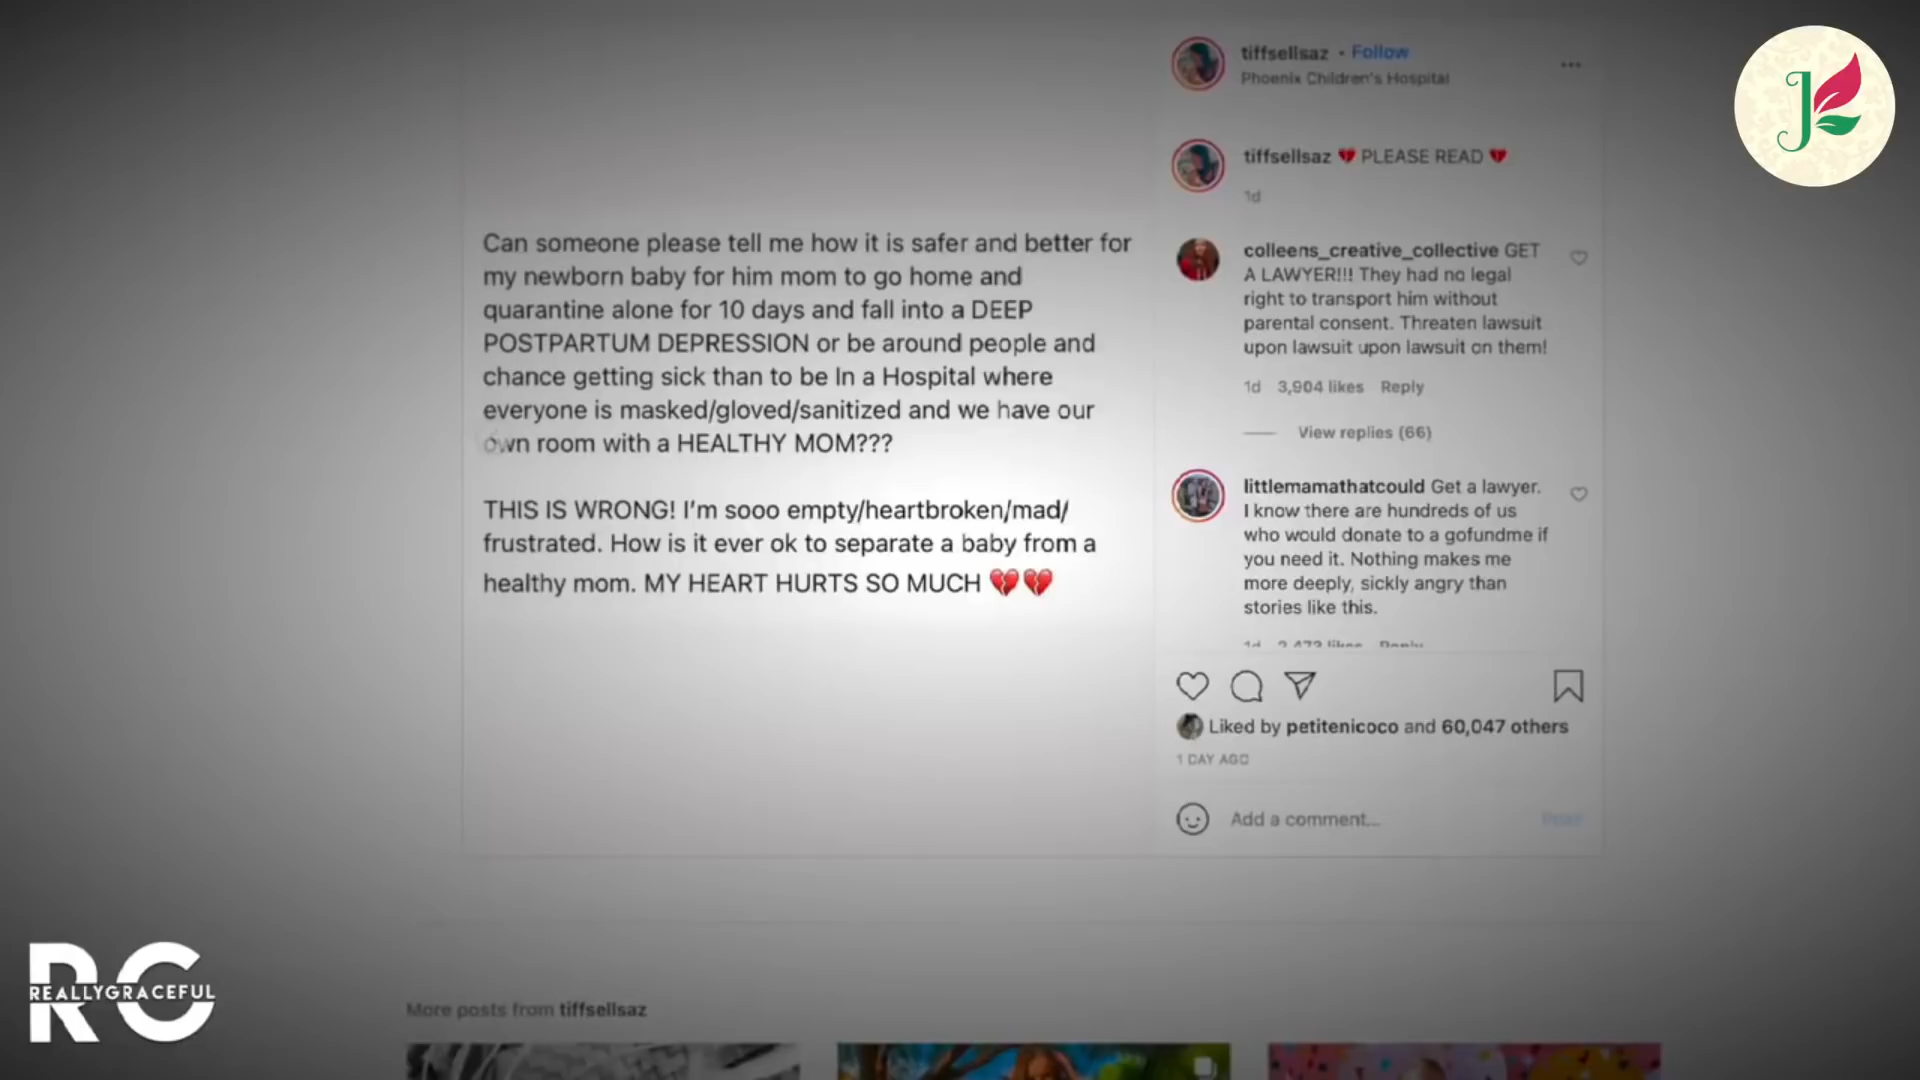 tiffsellsaz • Follow
Phoenix Children's Hospital
tiffsellsaz 💔 PLEASE READ 💔
1d
Can someone please tell me how it is safer and better for
my newborn baby for him mom to go home and
quarantine alone for 10 days and fall into a DEEP
POSTPARTUM DEPRESSION or be around people and
chance getting sick than to be In a Hospital where
everyone is masked/gloved/sanitized and we have our
own room with a HEALTHY MOM???
THIS IS WRONG! I'm sooo empty/heartbroken/mad/
frustrated. How is it ever ok to separate a baby from a
healthy mom. MY HEART HURTS SO MUCH 💔💔
colleens_creative_collective GET
A LAWYER!!! They had no legal
right to transport him without
parental consent. Threaten lawsuit
upon lawsuit upon lawsuit on them!
1d 3,904 likes Reply
View replies (66)
littlemamathatcould Get a lawyer.
I know there are hundreds of us
who would donate to a gofundme if
you need it. Nothing makes me
more deeply, sickly angry than
stories like this.
1d 2,473 likes Reply
Liked by petitenicoco and 60,047 others
1 DAY AGO
Add a comment...
Post
More posts from tiffsellsaz
RG
REALLYGRACEFUL
J